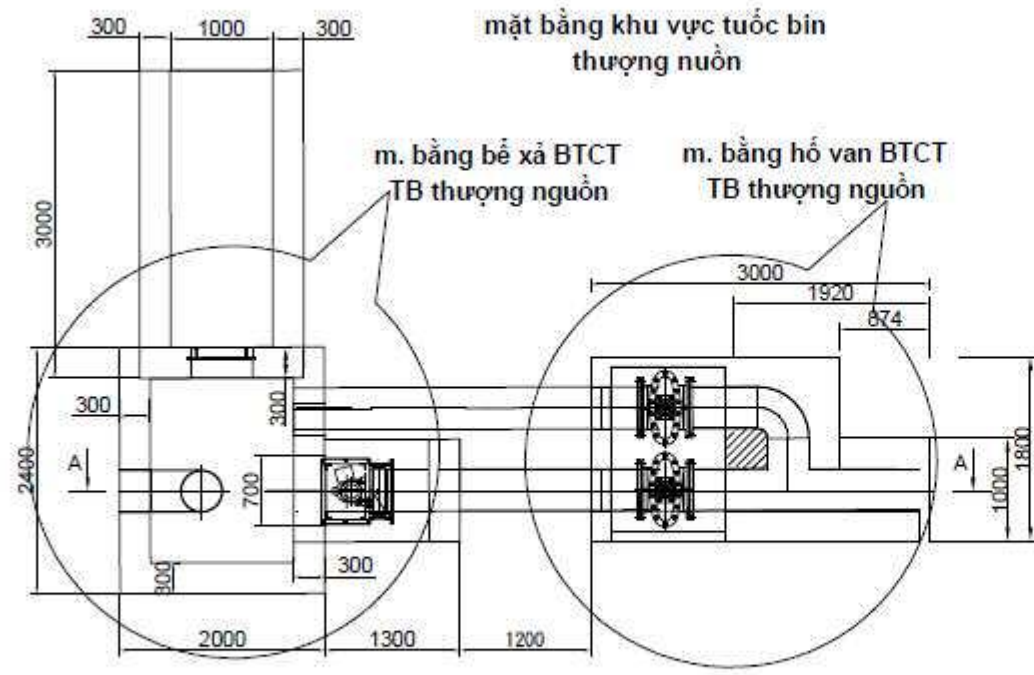 300
1000
300
mặt bằng khu vực tuốc bin
thượng nuồn
m. bằng bể xả BTCT
TB thượng nguồn
m. bằng hố van BTCT
TB thượng nguồn
3000
3000
1920
874
300
300
2400
A
700
A
1000
1800
300
300
2000
1300
1200